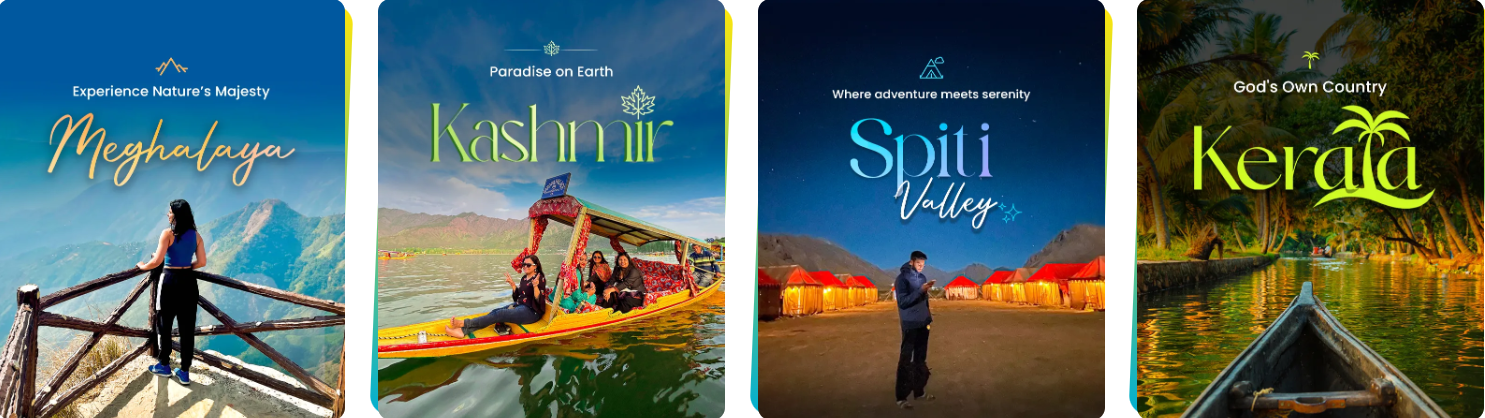 Experience Nature's Majesty
Meghalaya
Paradise on Earth
Kashmir
Where adventure meets serenity
Spiti
Valley
God's Own Country
Kerala